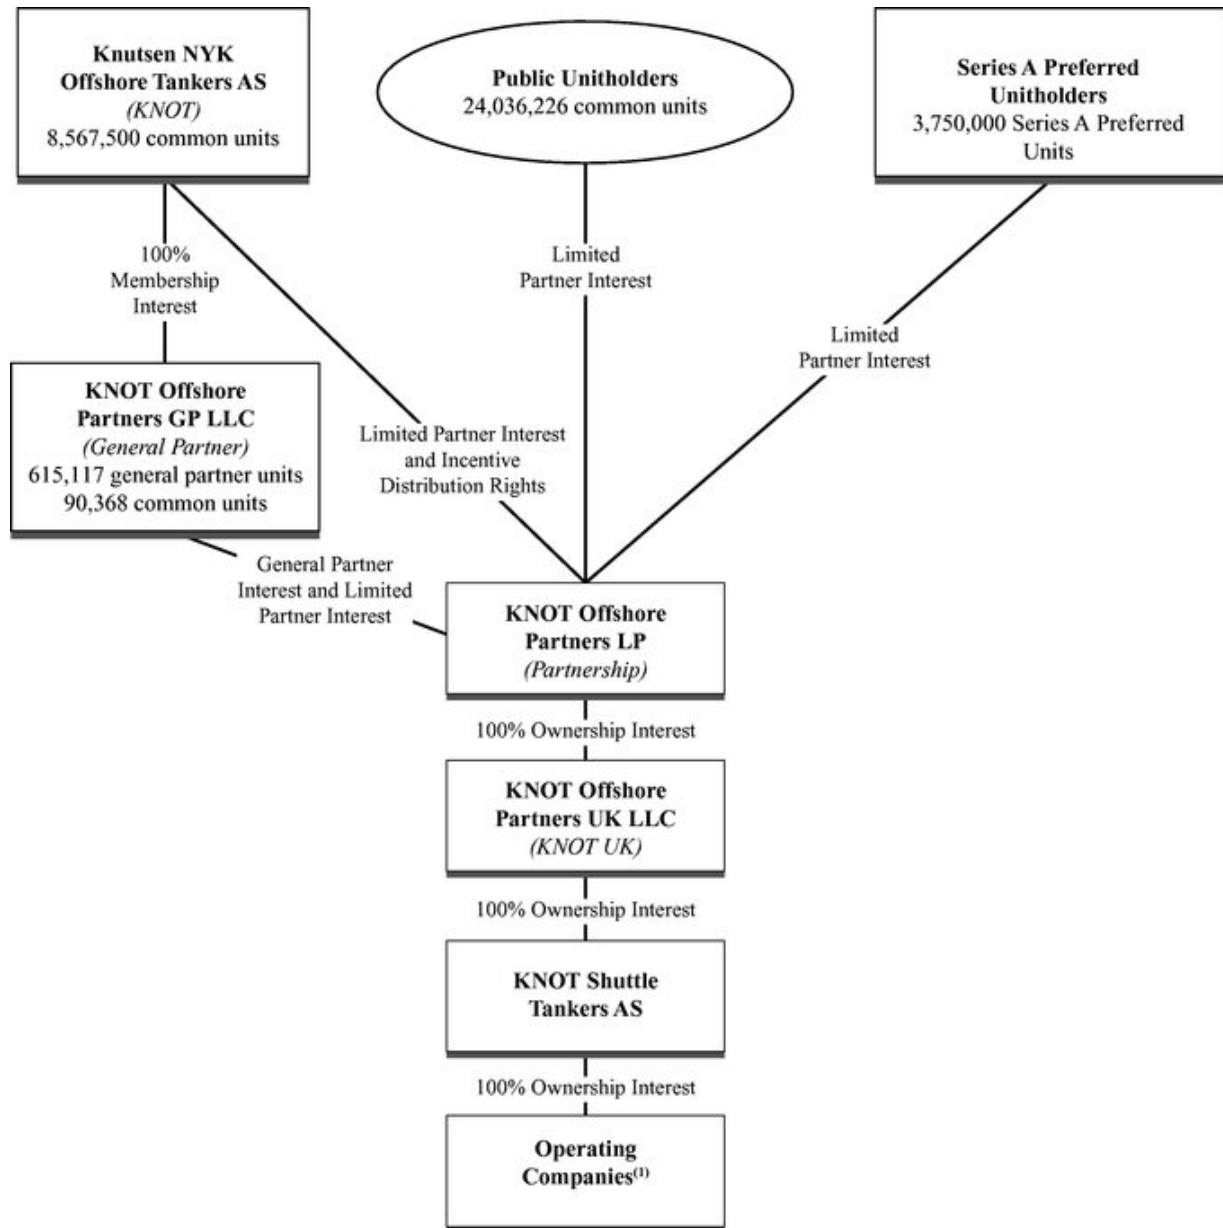 Knutsen NYK
Offshore Tankers AS
(KNOT)
8,567,500 common units
Public Unitholders
24,036,226 common units
Series A Preferred
Unitholders
3,750,000 Series A Preferred
Units
100%
Membership
Interest
Limited
Partner Interest
Limited
Partner Interest
KNOT Offshore
Partners GP LLC
(General Partner)
615,117 general partner units
90,368 common units
Limited Partner Interest
and Incentive
Distribution Rights
General Partner
Interest and Limited
Partner Interest
KNOT Offshore
Partners LP
(Partnership)
100% Ownership Interest
KNOT Offshore
Partners UK LLC
(KNOT UK)
100% Ownership Interest
KNOT Shuttle
Tankers AS
100% Ownership Interest
Operating
Companies(1)